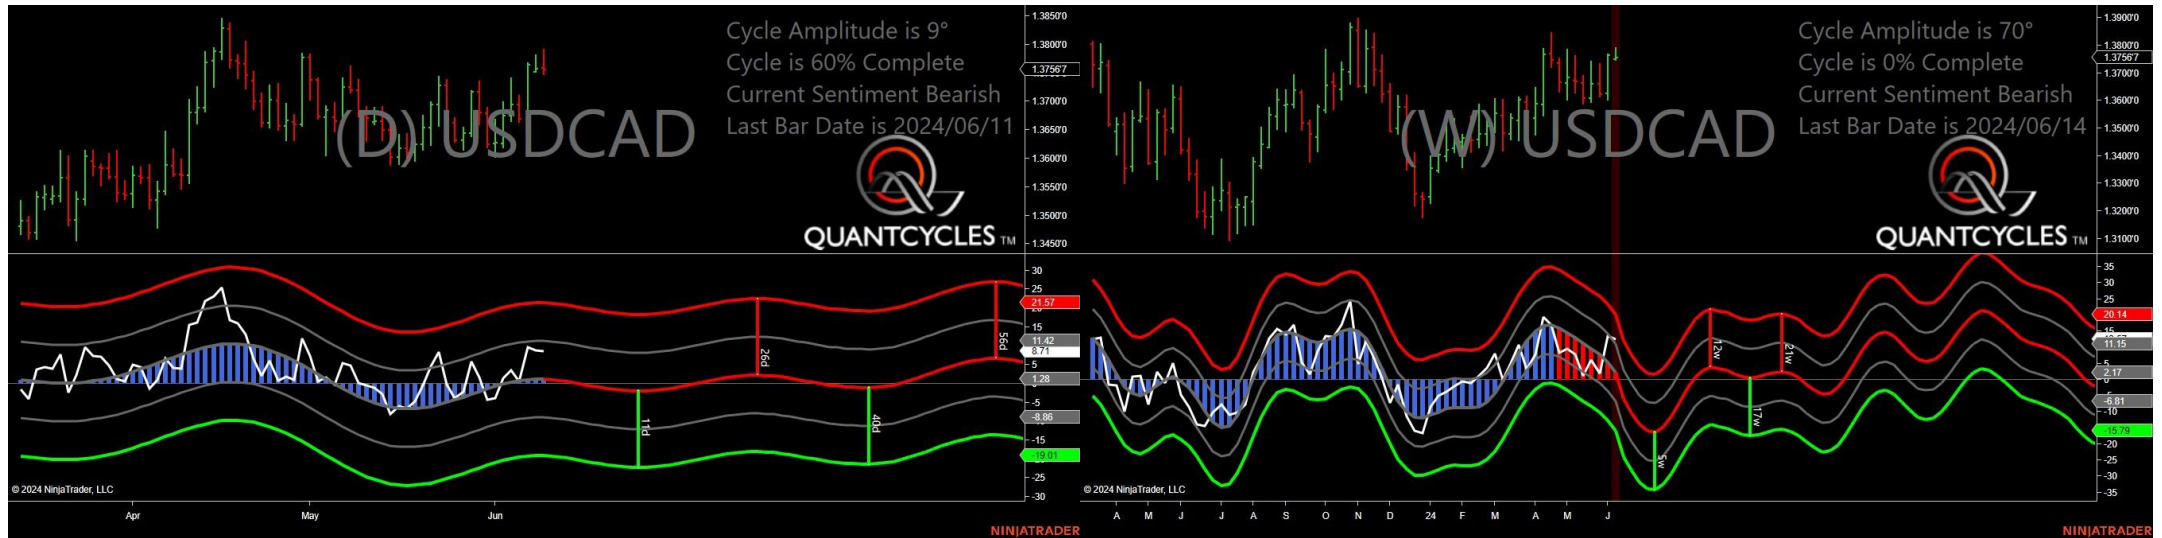 Cycle Amplitude is 9°
Cycle is 60% Complete
Current Sentiment Bearish
Last Bar Date is 2024/06/11
(D) USDCAD
QUANTCYCLES TM
1.3850'0
1.3800'0
1.3756'7
1.3700'0
1.3650'0
1.3600'0
1.3550'0
1.3500'0
1.3450'0
30
25
21.57
15
11.42
8.71
5
1.28
-5
-8.86
-15
-19.01
-25
-30
11d
26d
40d
56d
© 2024 NinjaTrader, LLC
Apr
May
Jun
NINJATRADER
Cycle Amplitude is 70°
Cycle is 0% Complete
Current Sentiment Bearish
Last Bar Date is 2024/06/14
(W) USDCAD
QUANTCYCLES TM
1.3900'0
1.3800'0
1.3756'7
1.3700'0
1.3600'0
1.3500'0
1.3400'0
1.3300'0
1.3200'0
1.3100'0
35
30
25
20.14
15
11.15
2.17
0
-6.81
-10
-15.79
-20
-25
-30
-35
5w
12w
17w
21w
© 2024 NinjaTrader, LLC
A M J J A S O N D 24 F M A M J
NINJATRADER